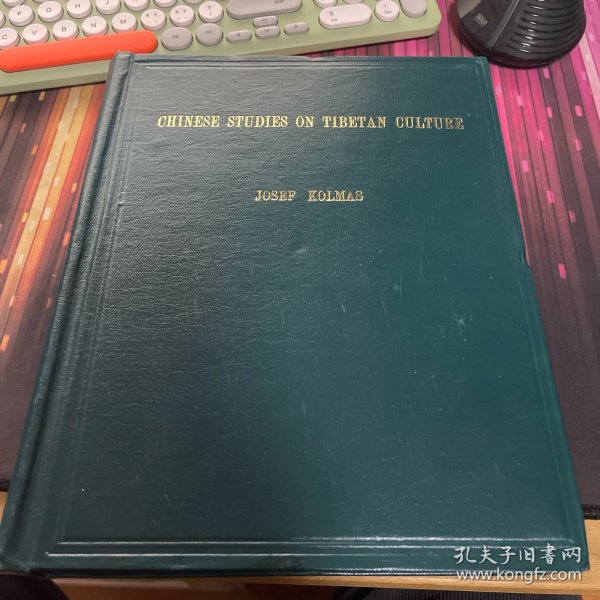 CHINESE STUDIES ON TIBETAN CULTURE
JOSEF KOLMAS
孔夫子旧书网
www.kongfz.com